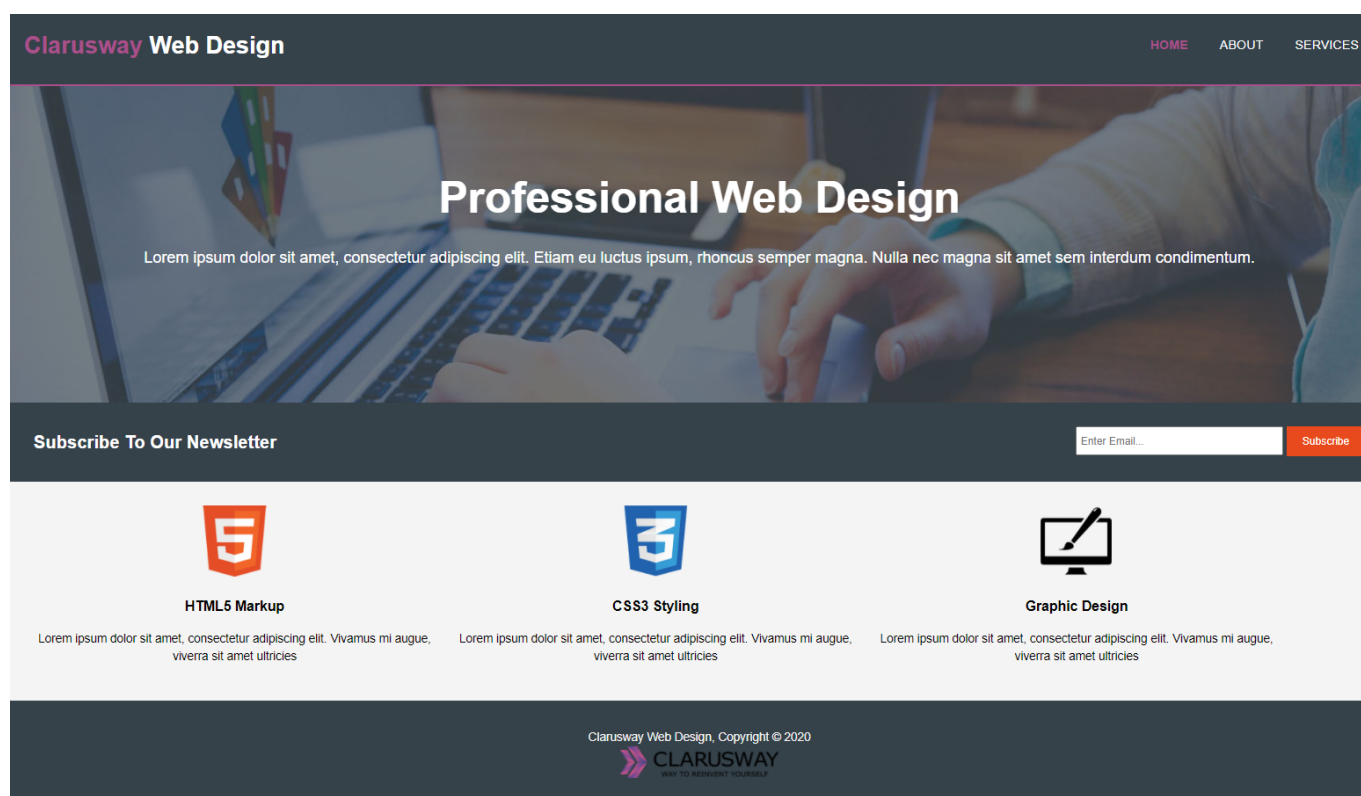 Clarusway Web Design
HOME ABOUT SERVICES
Professional Web Design
Lorem ipsum dolor sit amet, consectetur adipiscing elit. Etiam eu luctus ipsum, rhoncus semper magna. Nulla nec magna sit amet sem interdum condimentum.
Subscribe To Our Newsletter
Enter Email...
Subscribe
5
3
HTML5 Markup
Lorem ipsum dolor sit amet, consectetur adipiscing elit. Vivamus mi augue,
viverra sit amet ultricies
CSS3 Styling
Lorem ipsum dolor sit amet, consectetur adipiscing elit. Vivamus mi augue,
viverra sit amet ultricies
Graphic Design
Lorem ipsum dolor sit amet, consectetur adipiscing elit. Vivamus mi augue,
viverra sit amet ultricies
Clarusway Web Design, Copyright © 2020
CLARUSWAY
WAY TO REINVENT YOURSELF